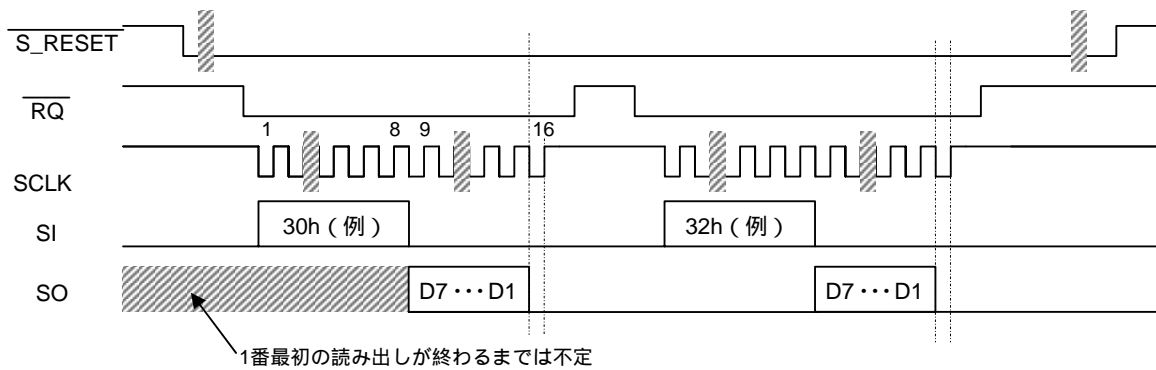 S_RESET
RQ
1 8 9 16
SCLK
SI 30h（例） 32h（例）
SO D7･･･D1 D7･･･D1
1番最初の読み出しが終わるまでは不定